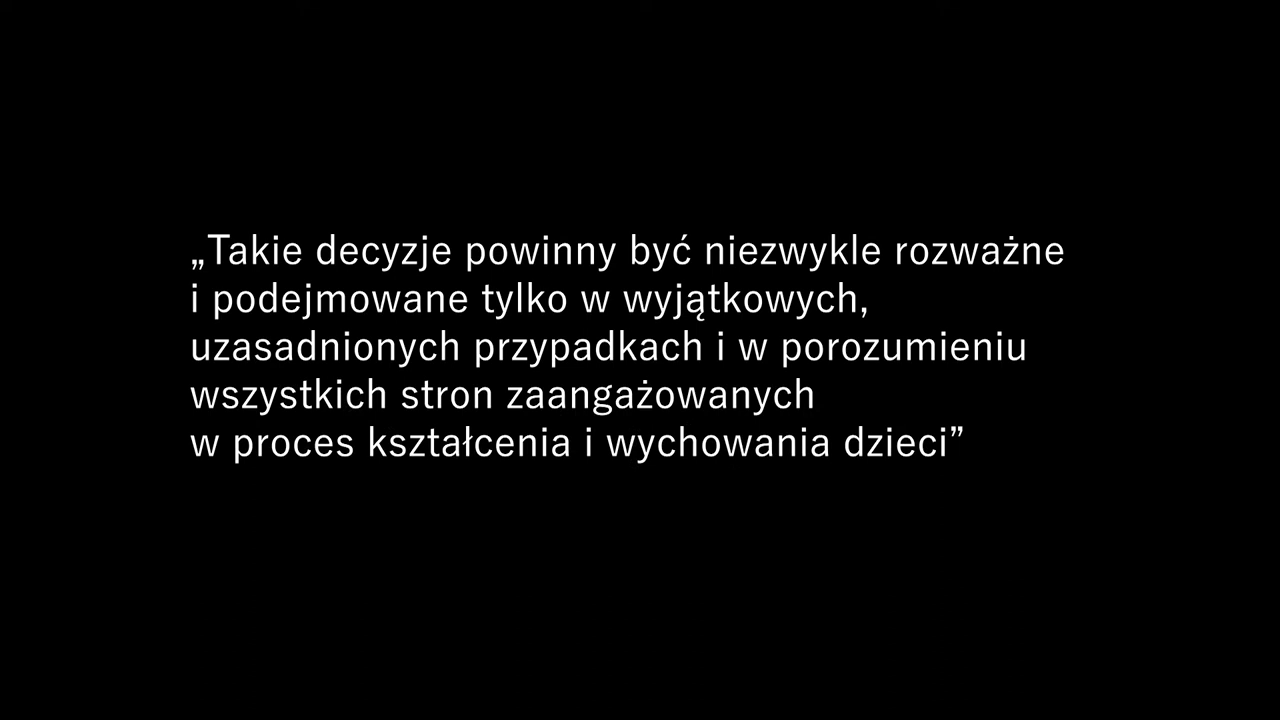 „Takie decyzje powinny być niezwykle rozważne
i podejmowane tylko w wyjątkowych,
uzasadnionych przypadkach i w porozumieniu
wszystkich stron zaangażowanych
w proces kształcenia i wychowania dzieci”